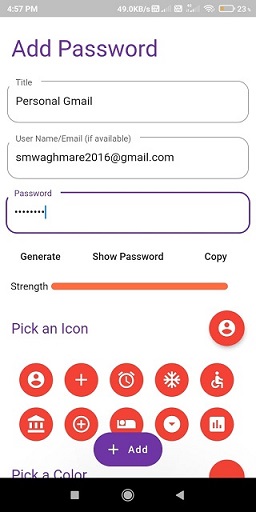 4:57 PM 49.0KB/s 23
Add Password
Title
Personal Gmail
User Name/Email (if available)
smwaghmare2016@gmail.com
Password
••••••••
Generate Show Password Copy
Strength
Pick an Icon
+ Add
Pick a Color